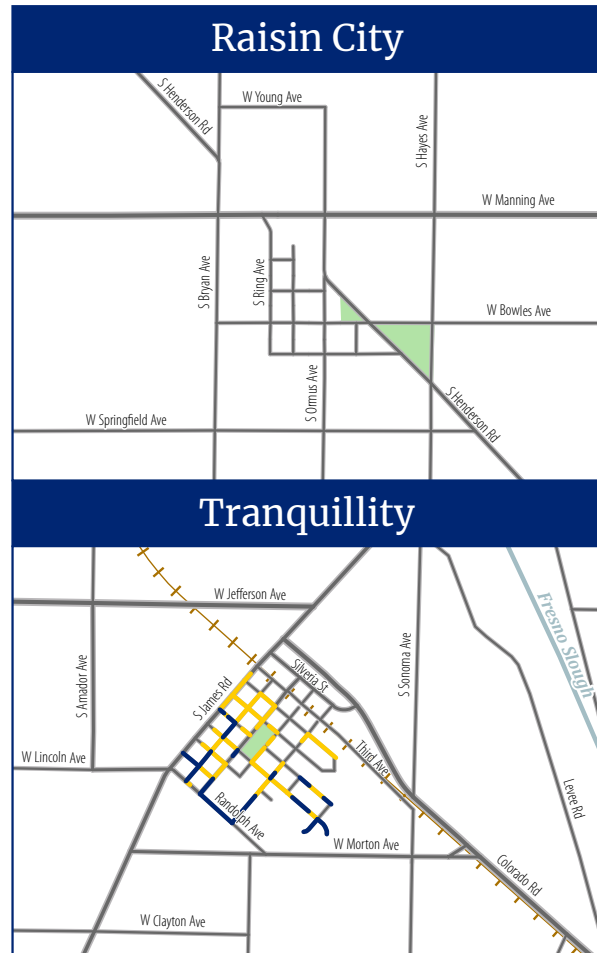 Raisin City
S Henderson Rd
W Young Ave
S Hayes Ave
W Manning Ave
S Bryan Ave
S Ring Ave
W Bowles Ave
S Ormus Ave
W Springfield Ave
S Henderson Rd
Tranquillity
W Jefferson Ave
Fresno Slough
S Amador Ave
S Sonoma Ave
Silveria St
S James Rd
W Lincoln Ave
Third Ave
Levee Rd
Randolph Ave
W Morton Ave
Colorado Rd
W Clayton Ave